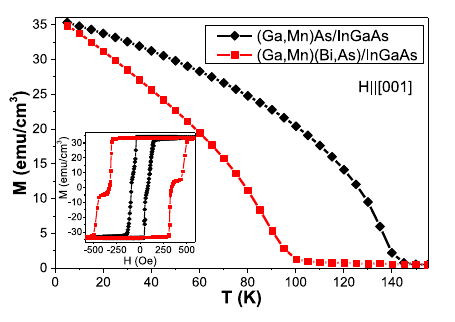 (Ga,Mn)As/InGaAs
(Ga,Mn)(Bi,As)/InGaAs
H||[001]
M (emu/cm³)
35
30
25
20
15
10
5
0
0 20 40 60 80 100 120 140
T (K)
M (emu/cm³)
30
20
10
0
-10
-20
-30
-500 -250 0 250 500
H (Oe)